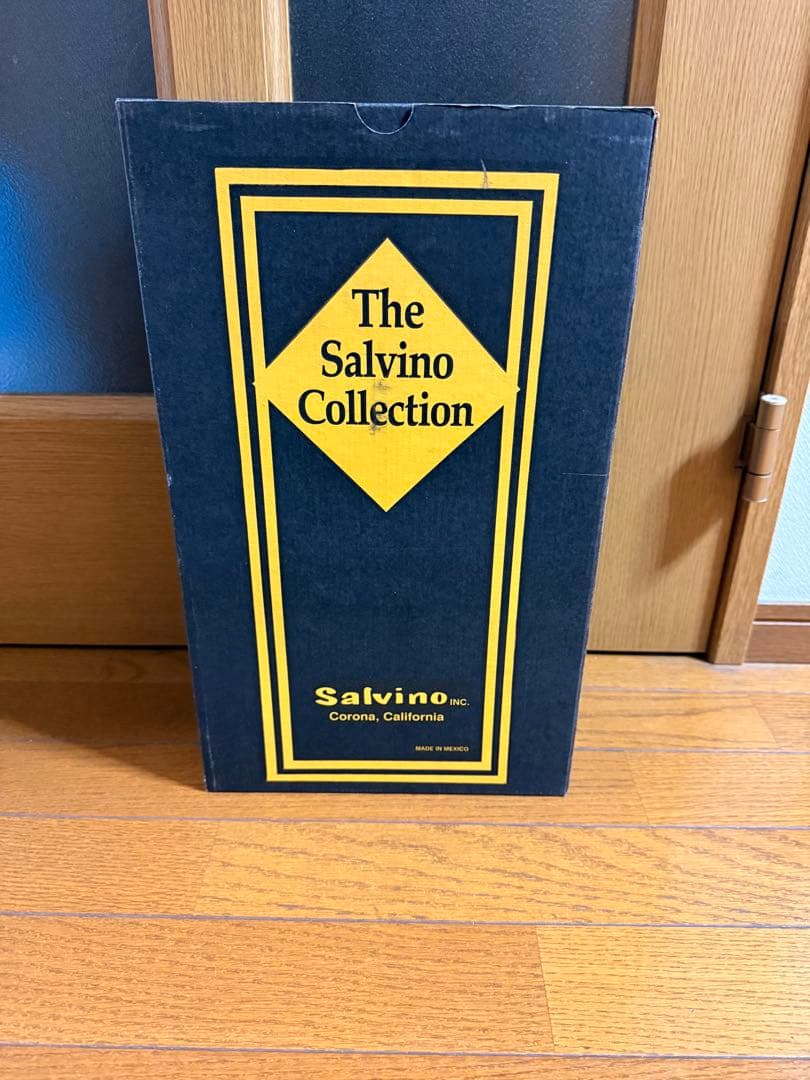 The
Salvino
Collection
Salvino INC.
Corona, California
MADE IN MEXICO